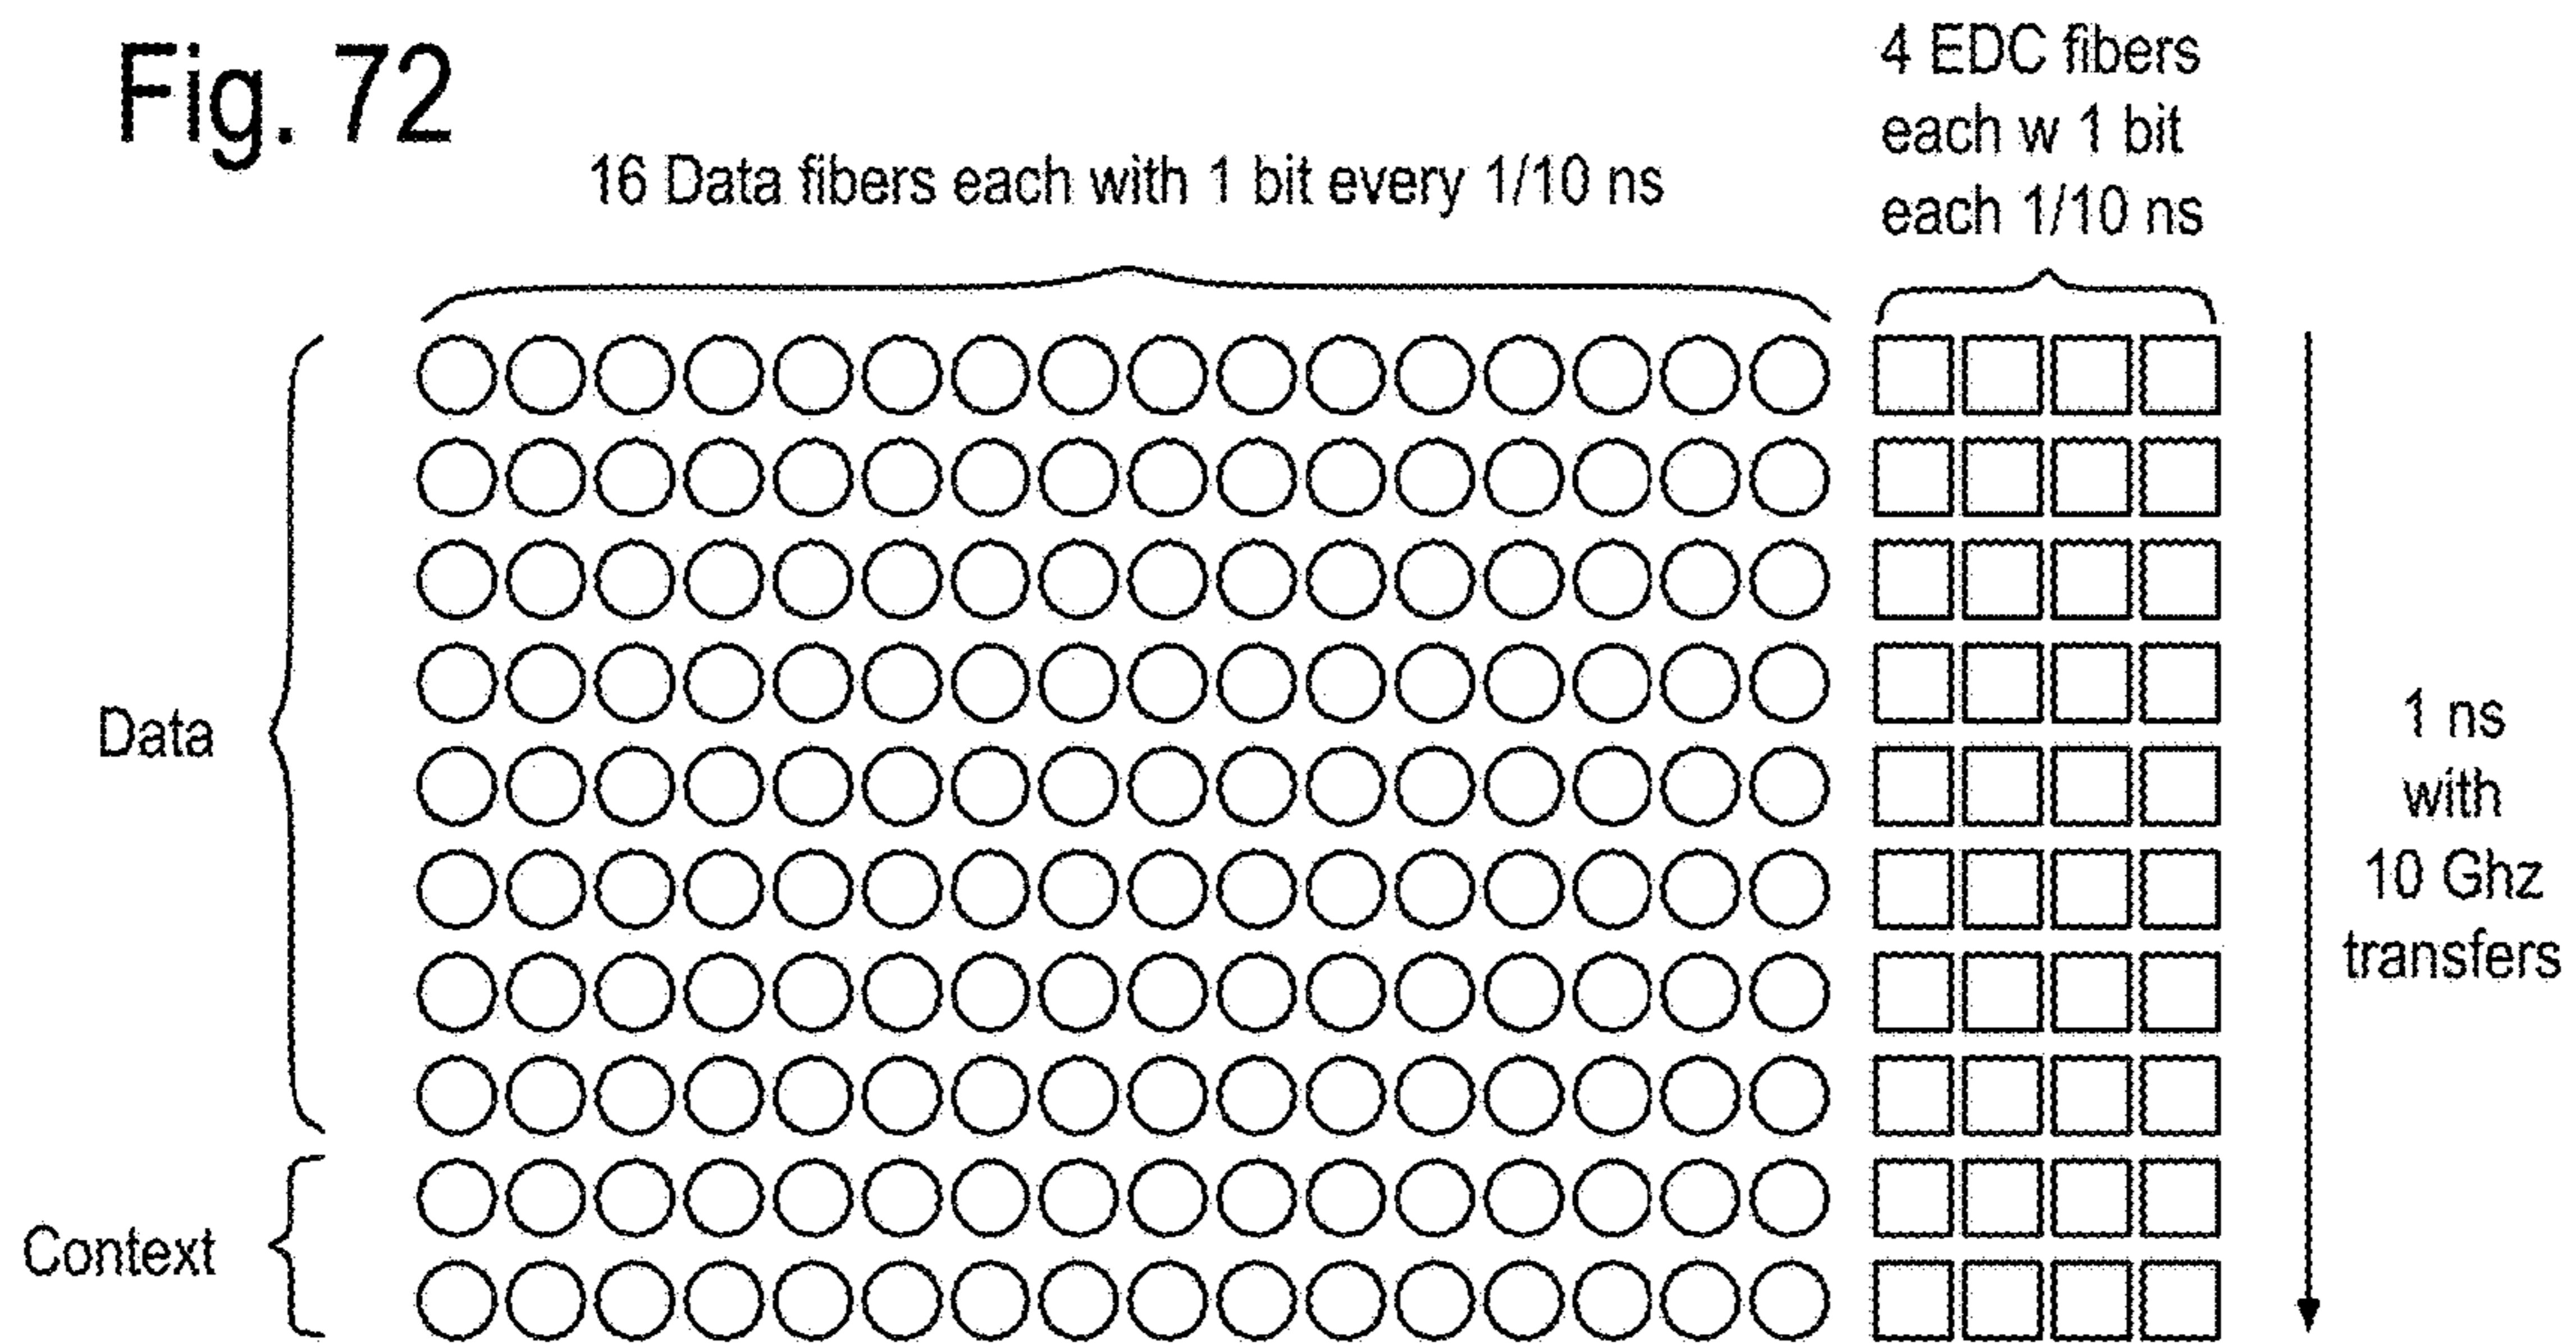 Fig. 72
16 Data fibers each with 1 bit every 1/10 ns
4 EDC fibers
each w 1 bit
each 1/10 ns
Data
Context
1 ns
with
10 Ghz
transfers